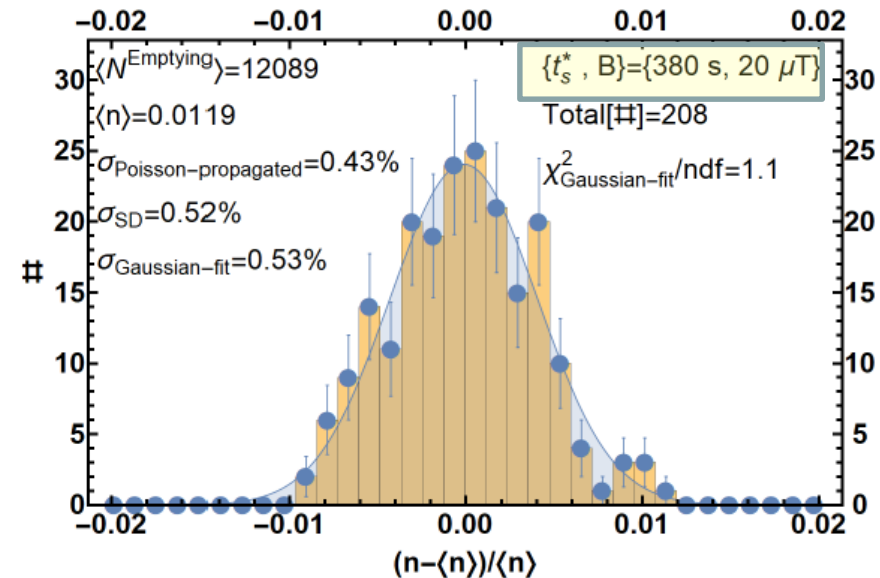 −0.02 −0.01 0.00 0.01 0.02
⟨N^Emptying⟩=12089
{t_s^* , B}={380 s, 20 μT}
⟨n⟩=0.0119
Total[♯]=208
σ_Poisson−propagated=0.43%
χ²_Gaussian−fit/ndf=1.1
σ_SD=0.52%
σ_Gaussian−fit=0.53%
30 30
25 25
20 20
15 15
10 10
5 5
0 0
♯
−0.02 −0.01 0.00 0.01 0.02
(n−⟨n⟩)/⟨n⟩